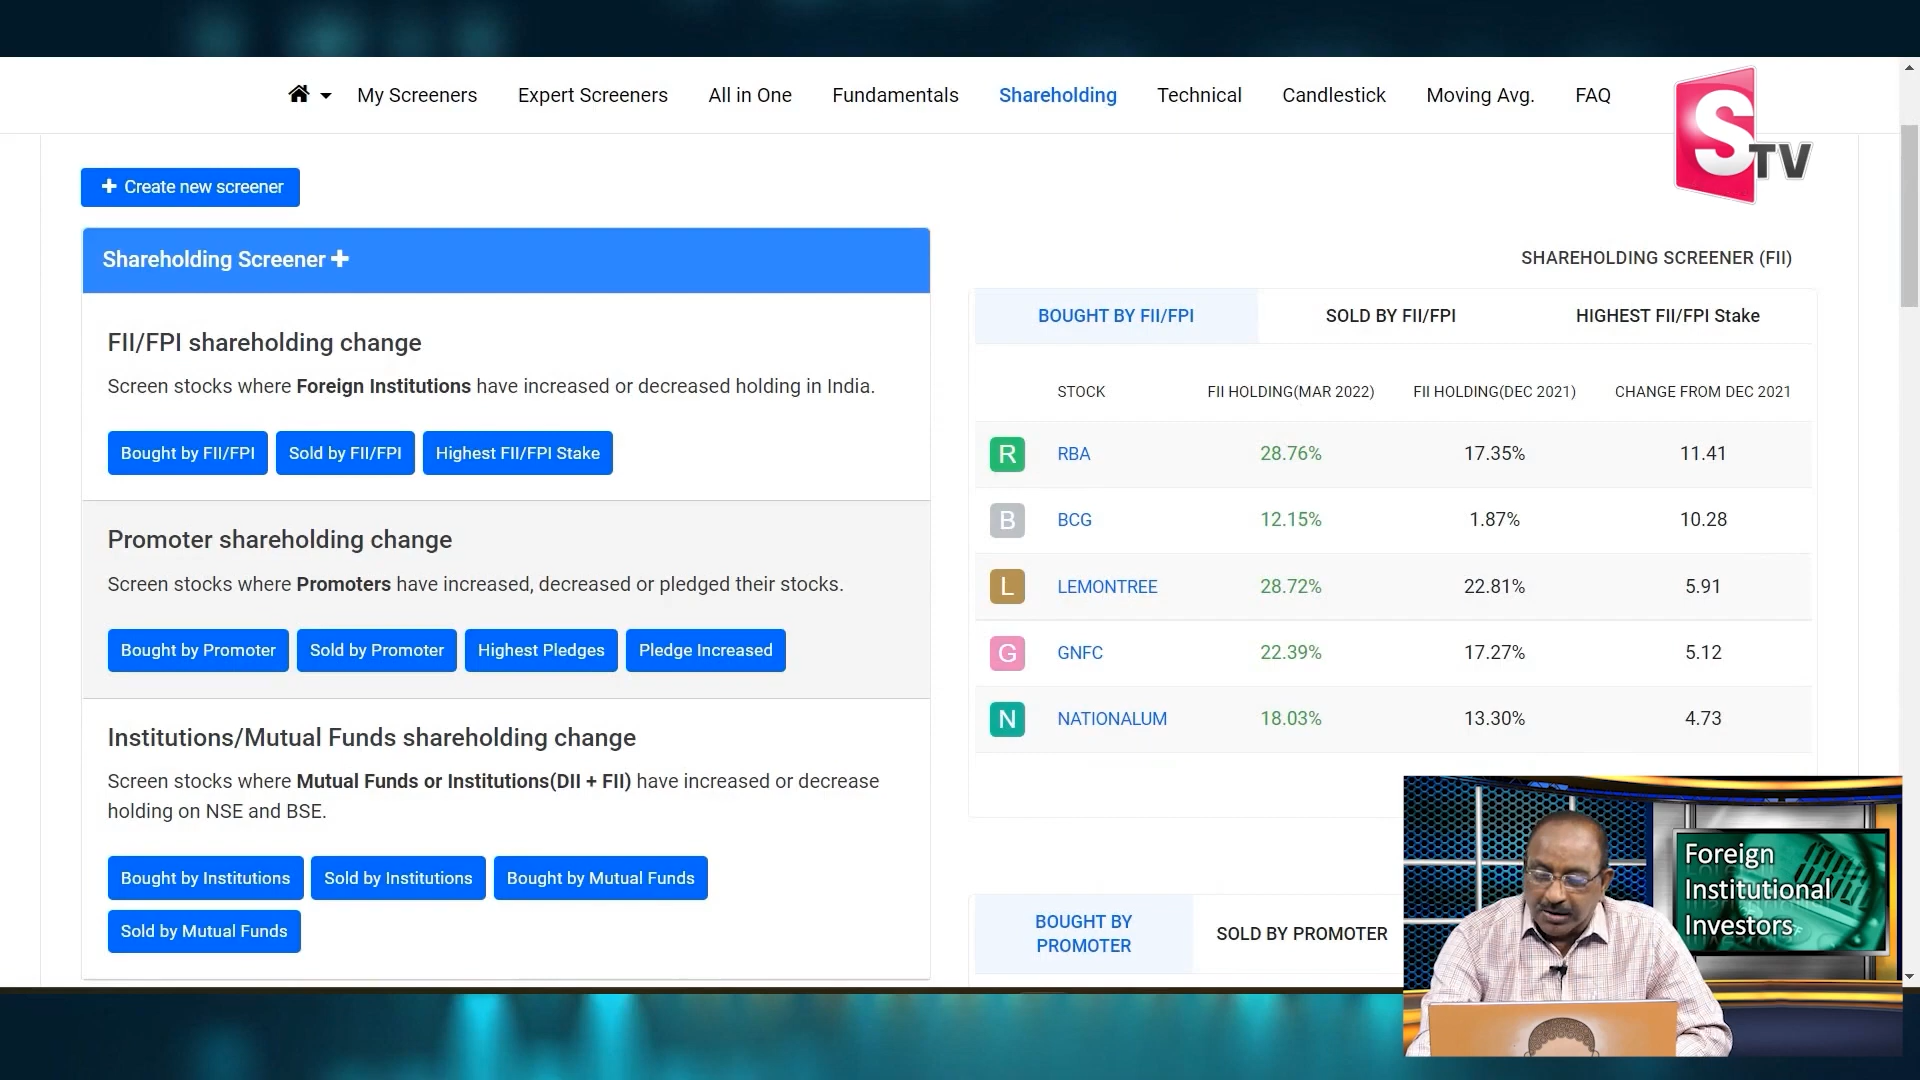 My Screeners Expert Screeners All in One Fundamentals Shareholding Technical Candlestick Moving Avg. FAQ
STV
Create new screener
Shareholding Screener
FII/FPI shareholding change
Screen stocks where Foreign Institutions have increased or decreased holding in India.
Bought by FII/FPI Sold by FII/FPI Highest FII/FPI Stake
Promoter shareholding change
Screen stocks where Promoters have increased, decreased or pledged their stocks.
Bought by Promoter Sold by Promoter Highest Pledges Pledge Increased
Institutions/Mutual Funds shareholding change
Screen stocks where Mutual Funds or Institutions(DII + FII) have increased or decrease
holding on NSE and BSE.
Bought by Institutions Sold by Institutions Bought by Mutual Funds
Sold by Mutual Funds
SHAREHOLDING SCREENER (FII)
BOUGHT BY FII/FPI SOLD BY FII/FPI HIGHEST FII/FPI Stake
STOCK FII HOLDING(MAR 2022) FII HOLDING(DEC 2021) CHANGE FROM DEC 2021
R RBA 28.76% 17.35% 11.41
B BCG 12.15% 1.87% 10.28
L LEMONTREE 28.72% 22.81% 5.91
G GNFC 22.39% 17.27% 5.12
N NATIONALUM 18.03% 13.30% 4.73
BOUGHT BY
PROMOTER
SOLD BY PROMOTER
Foreign
Institutional
Investors